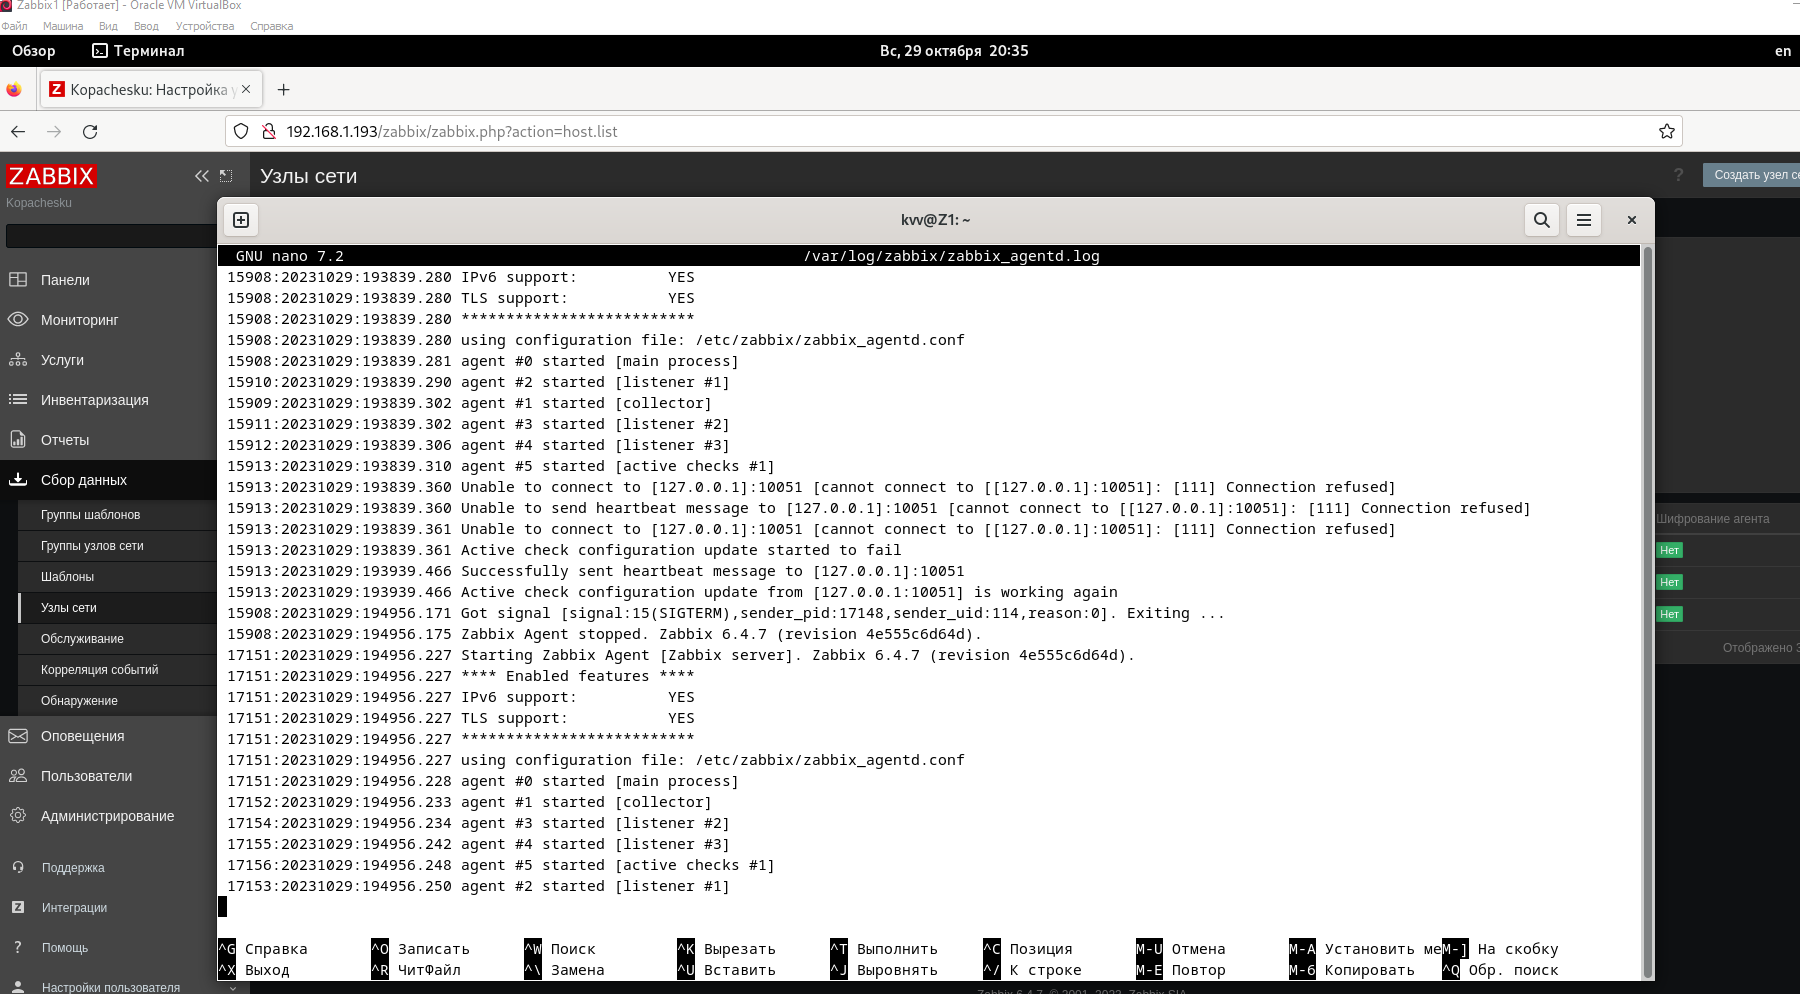 Zabbix1 [Работает] - Oracle VM VirtualBox
Файл Машина Вид Ввод Устройства Справка
Обзор Терминал Вс, 29 октября 20:35 en
Kopachesku: Настройка у
192.168.1.193/zabbix/zabbix.php?action=host.list
ZABBIX
Kopachesku
Узлы сети
? Создать узел се
kvv@Z1: ~
Панели
Мониторинг
Услуги
Инвентаризация
Отчеты
Сбор данных
Группы шаблонов
Группы узлов сети
Шаблоны
Узлы сети
Обслуживание
Корреляция событий
Обнаружение
Оповещения
Пользователи
Администрирование
Поддержка
Интеграции
Помощь
Настройки пользователя
GNU nano 7.2 /var/log/zabbix/zabbix_agentd.log
15908:20231029:193839.280 IPv6 support: YES
15908:20231029:193839.280 TLS support: YES
15908:20231029:193839.280 **************************
15908:20231029:193839.280 using configuration file: /etc/zabbix/zabbix_agentd.conf
15908:20231029:193839.281 agent #0 started [main process]
15910:20231029:193839.290 agent #2 started [listener #1]
15909:20231029:193839.302 agent #1 started [collector]
15911:20231029:193839.302 agent #3 started [listener #2]
15912:20231029:193839.306 agent #4 started [listener #3]
15913:20231029:193839.310 agent #5 started [active checks #1]
15913:20231029:193839.360 Unable to connect to [127.0.0.1]:10051 [cannot connect to [[127.0.0.1]:10051]: [111] Connection refused]
15913:20231029:193839.360 Unable to send heartbeat message to [127.0.0.1]:10051 [cannot connect to [[127.0.0.1]:10051]: [111] Connection refused]
15913:20231029:193839.361 Unable to connect to [127.0.0.1]:10051 [cannot connect to [[127.0.0.1]:10051]: [111] Connection refused]
15913:20231029:193839.361 Active check configuration update started to fail
15913:20231029:193939.466 Successfully sent heartbeat message to [127.0.0.1]:10051
15913:20231029:193939.466 Active check configuration update from [127.0.0.1:10051] is working again
15908:20231029:194956.171 Got signal [signal:15(SIGTERM),sender_pid:17148,sender_uid:114,reason:0]. Exiting ...
15908:20231029:194956.175 Zabbix Agent stopped. Zabbix 6.4.7 (revision 4e555c6d64d).
17151:20231029:194956.227 Starting Zabbix Agent [Zabbix server]. Zabbix 6.4.7 (revision 4e555c6d64d).
17151:20231029:194956.227 **** Enabled features ****
17151:20231029:194956.227 IPv6 support: YES
17151:20231029:194956.227 TLS support: YES
17151:20231029:194956.227 **************************
17151:20231029:194956.227 using configuration file: /etc/zabbix/zabbix_agentd.conf
17151:20231029:194956.228 agent #0 started [main process]
17152:20231029:194956.233 agent #1 started [collector]
17154:20231029:194956.234 agent #3 started [listener #2]
17155:20231029:194956.242 agent #4 started [listener #3]
17156:20231029:194956.248 agent #5 started [active checks #1]
17153:20231029:194956.250 agent #2 started [listener #1]
^G Справка ^O Записать ^W Поиск ^K Вырезать ^T Выполнить ^C Позиция M-U Отмена M-A Установить ме M-] На скобку
^X Выход ^R ЧитФайл ^\ Замена ^U Вставить ^J Выровнять ^/ К строке M-E Повтор M-6 Копировать ^Q Обр. поиск
Шифрование агента
Нет
Нет
Нет
Отображено 3
Zabbix 6.4.7. © 2001–2023, Zabbix SIA